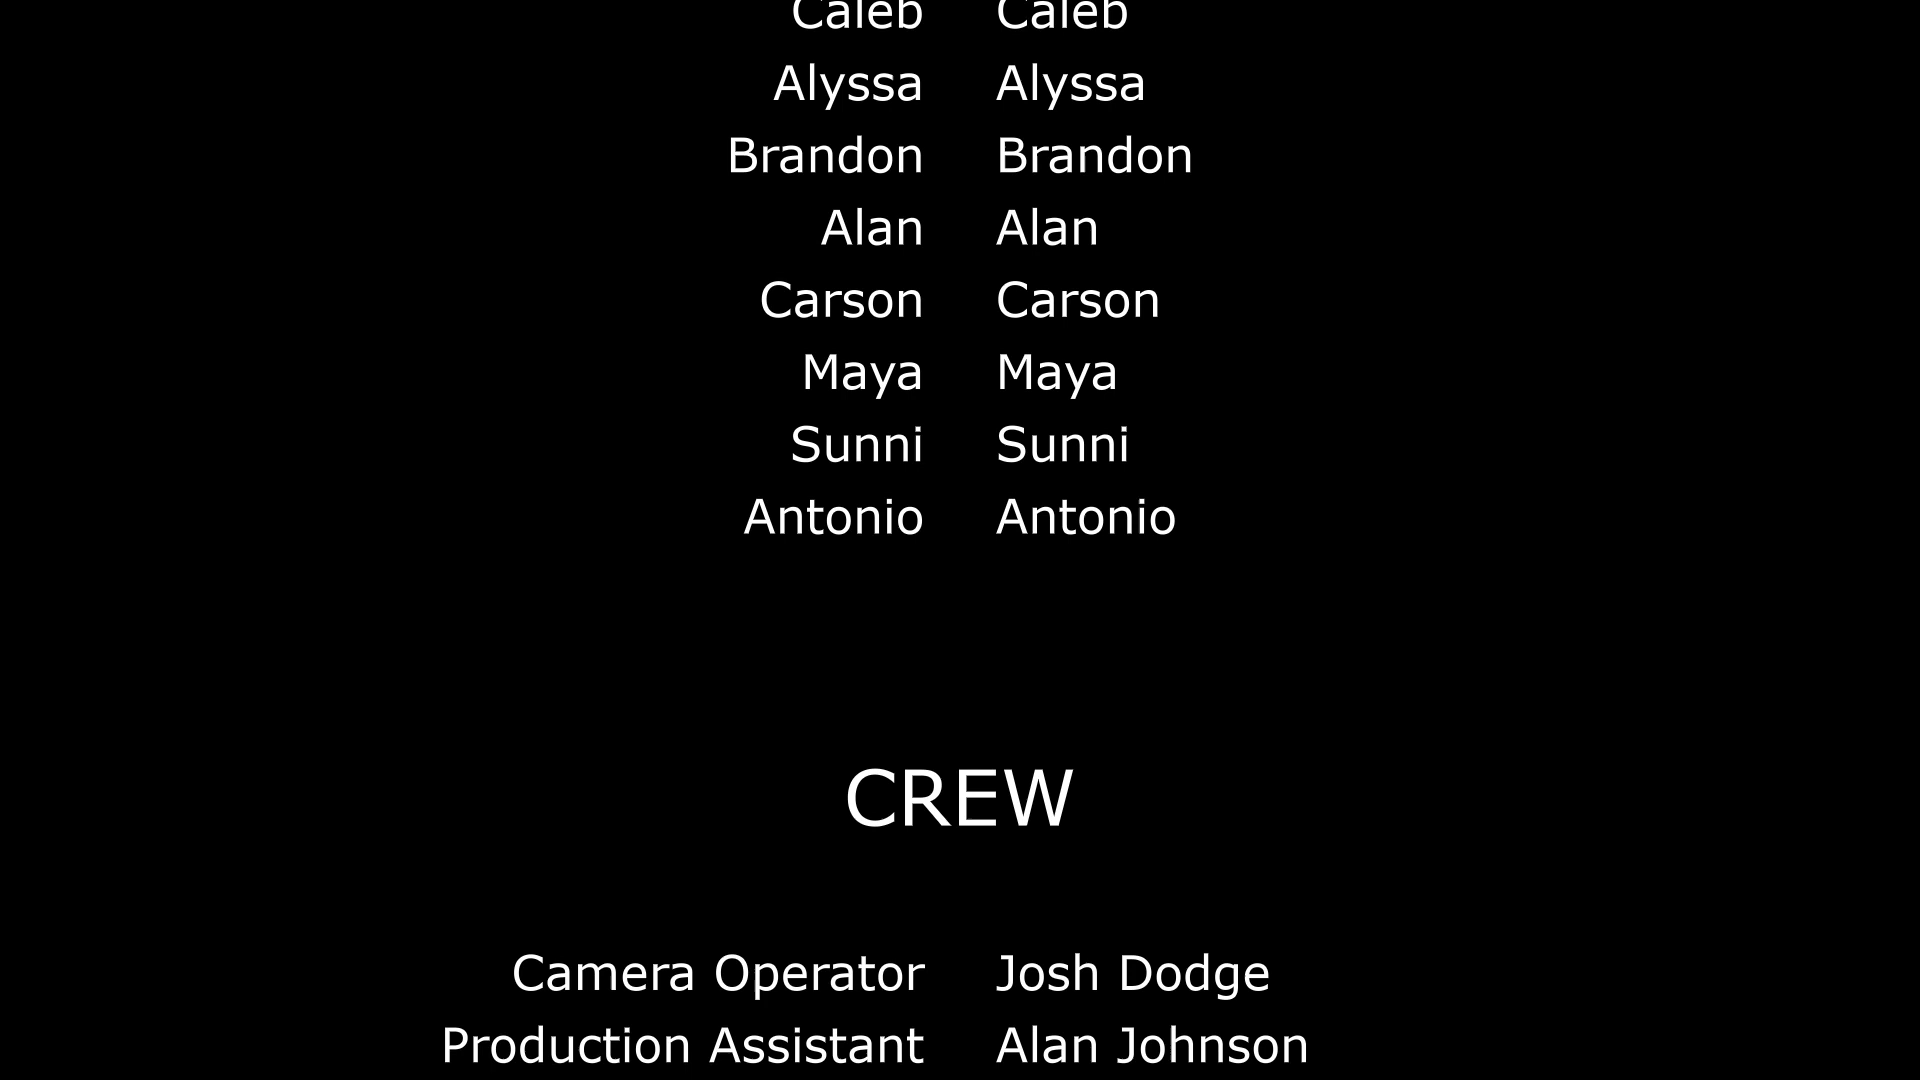 Caleb Caleb
Alyssa Alyssa
Brandon Brandon
Alan Alan
Carson Carson
Maya Maya
Sunni Sunni
Antonio Antonio
CREW
Camera Operator Josh Dodge
Production Assistant Alan Johnson